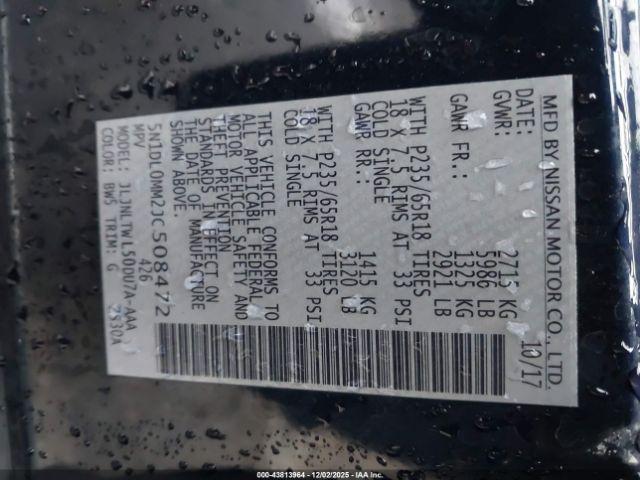 MFD BY NISSAN MOTOR CO., LTD.
DATE: 10/17
GVWR: 2715 KG
5986 LB
GAWR FR.: 1325 KG
2921 LB
WITH P235/65R18 TIRES
18 X 7.5 RIMS AT 33 PSI
COLD SINGLE
GAWR RR.: 1415 KG
3120 LB
WITH P235/65R18 TIRES
18 X 7.5 RIMS AT 33 PSI
COLD SINGLE
THIS VEHICLE CONFORMS TO
ALL APPLICABLE FEDERAL
MOTOR VEHICLE SAFETY AND
THEFT PREVENTION
STANDARDS IN EFFECT ON
THE DATE OF MANUFACTURE
SHOWN ABOVE.
5N1DL0MM2JC508472
MPV 426
MODEL: JLJNLTWL50DU7A-AAA
COLOR: BW5 TRIM: G 2930A
000-43813964 • 12/02/2025 • IAA Inc.